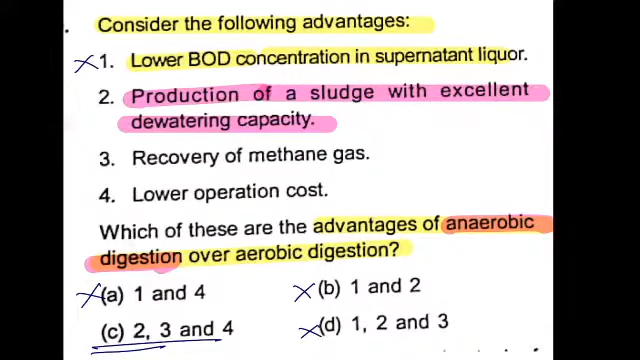 Consider the following advantages:
1. Lower BOD concentration in supernatant liquor.
2. Production of a sludge with excellent
dewatering capacity.
3. Recovery of methane gas.
4. Lower operation cost.
Which of these are the advantages of anaerobic
digestion over aerobic digestion?
(a) 1 and 4 (b) 1 and 2
(c) 2, 3 and 4 (d) 1, 2 and 3